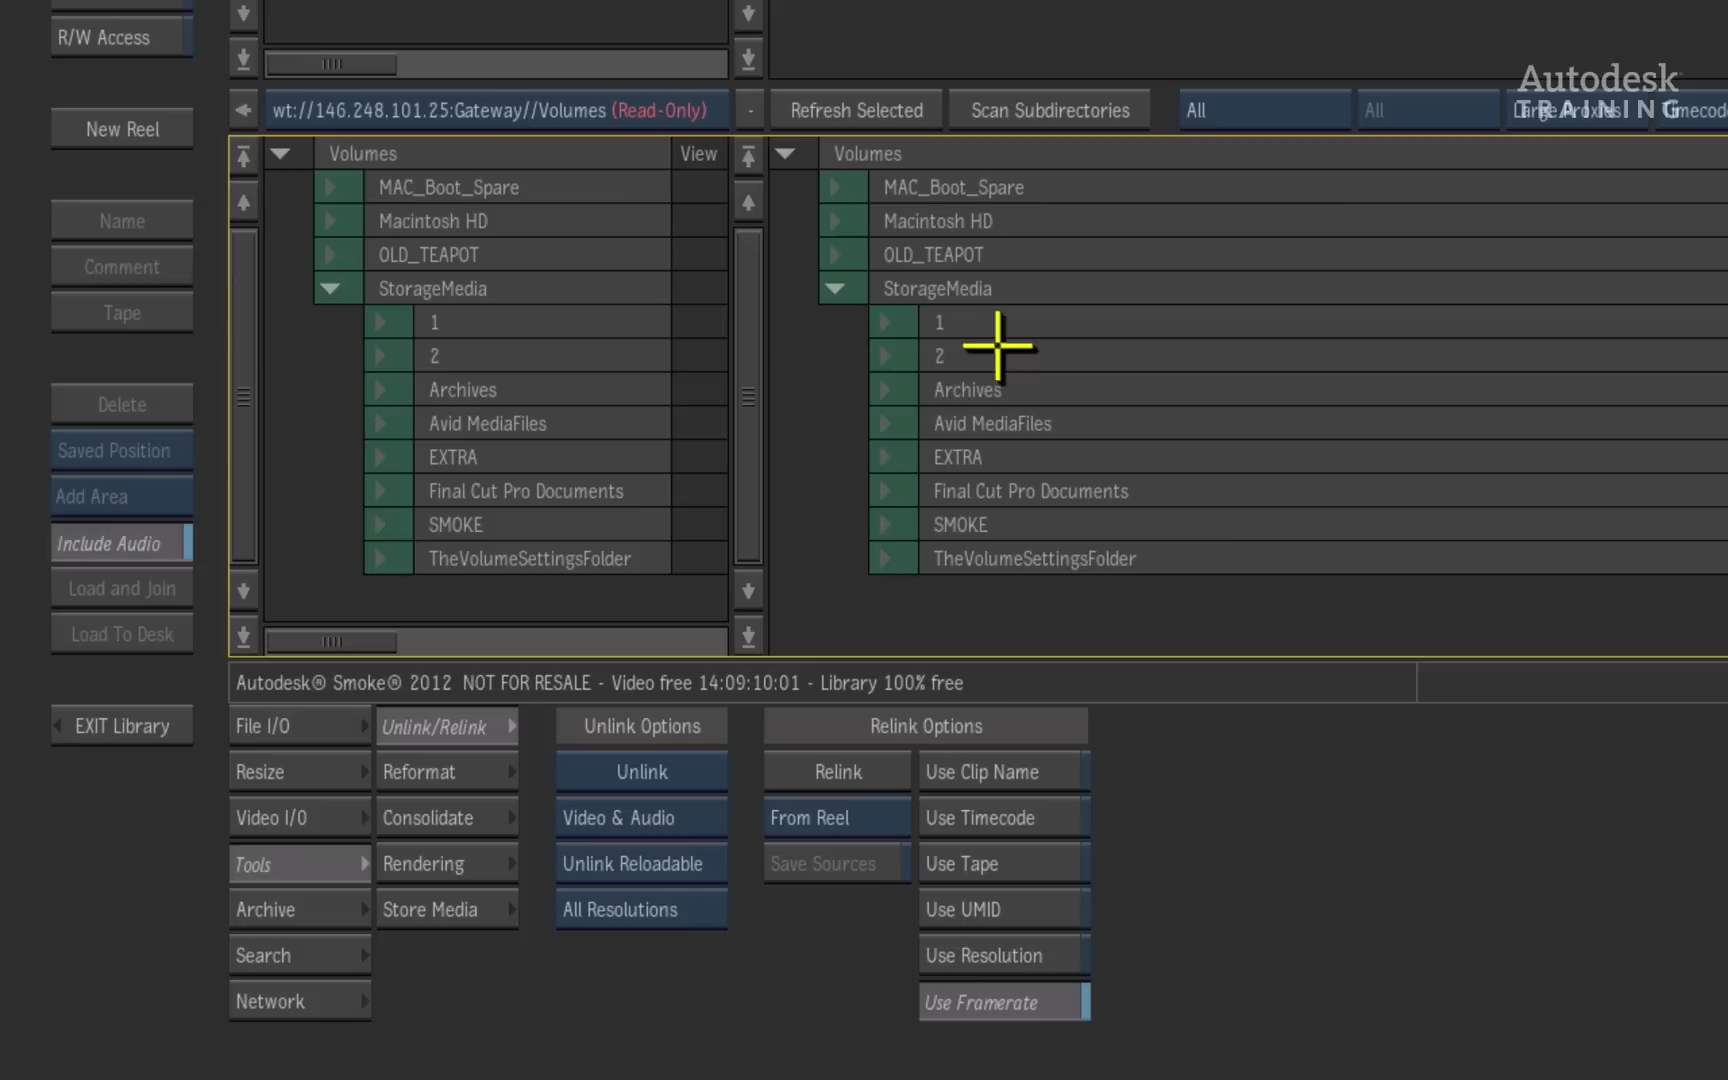 R/W Access
Autodesk
TRAINING
wt://146.248.101.25:Gateway//Volumes (Read-Only)
-
Refresh Selected
Scan Subdirectories
All
All
Large Proxies
Timecod
New Reel
Volumes
View
Volumes
MAC_Boot_Spare
MAC_Boot_Spare
Name
Macintosh HD
Macintosh HD
OLD_TEAPOT
OLD_TEAPOT
Comment
StorageMedia
StorageMedia
Tape
1
1
2
2
Archives
Archives
Delete
Avid MediaFiles
Avid MediaFiles
Saved Position
EXTRA
EXTRA
Add Area
Final Cut Pro Documents
Final Cut Pro Documents
SMOKE
SMOKE
Include Audio
TheVolumeSettingsFolder
TheVolumeSettingsFolder
Load and Join
Load To Desk
Autodesk® Smoke® 2012 NOT FOR RESALE - Video free 14:09:10:01 - Library 100% free
EXIT Library
File I/O
Unlink/Relink
Unlink Options
Relink Options
Resize
Reformat
Unlink
Relink
Use Clip Name
Video I/O
Consolidate
Video & Audio
From Reel
Use Timecode
Tools
Rendering
Unlink Reloadable
Save Sources
Use Tape
Archive
Store Media
All Resolutions
Use UMID
Search
Use Resolution
Network
Use Framerate